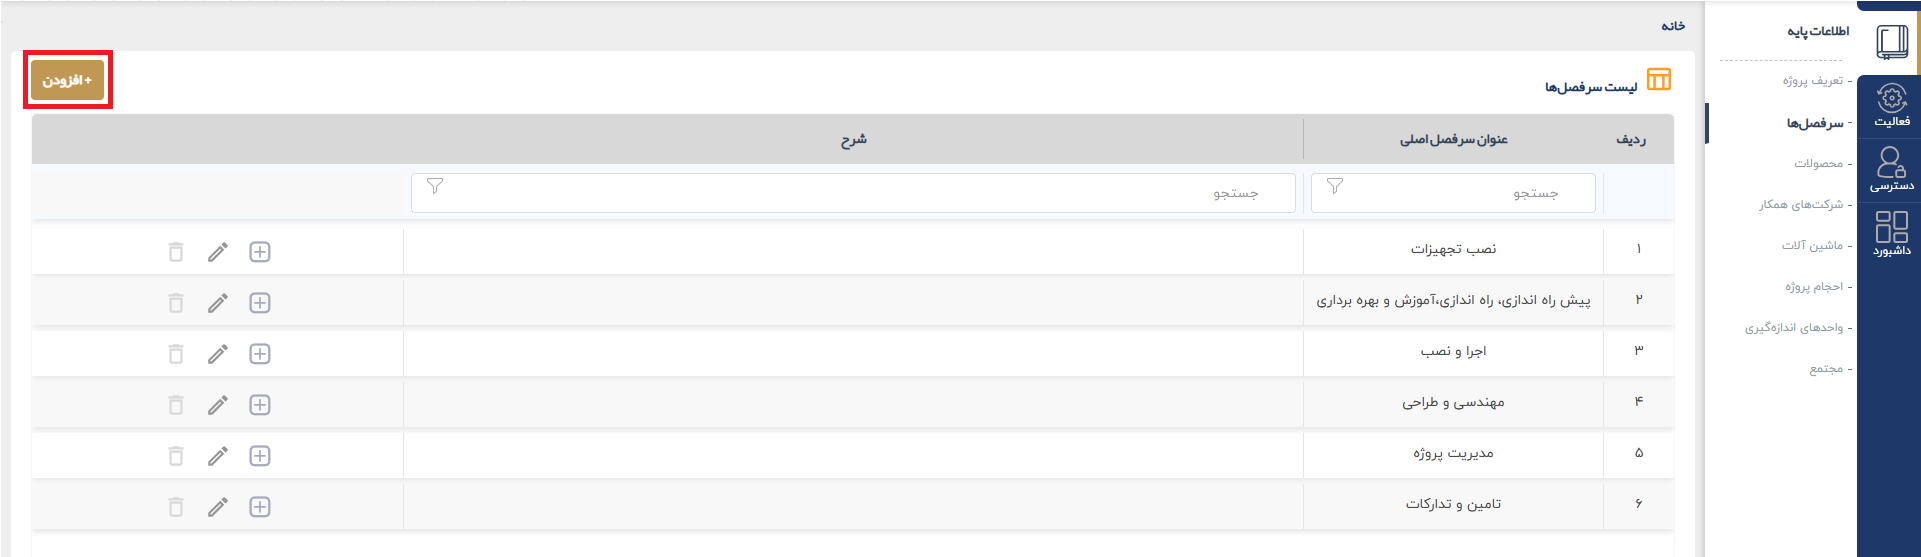 اطلاعات پایه
- تعریف پروژه
- سرفصل‌ها
- محصولات
- شرکت‌های همکار
- ماشین آلات
- احجام پروژه
- واحدهای اندازه‌گیری
- مجتمع
فعالیت
دسترسی
داشبورد
خانه
لیست سرفصل‌ها
+ افزودن
ردیف عنوان سرفصل اصلی شرح
جستجو جستجو
۱ نصب تجهیزات
۲ پیش راه اندازی، راه اندازی،آموزش و بهره برداری
۳ اجرا و نصب
۴ مهندسی و طراحی
۵ مدیریت پروژه
۶ تامین و تدارکات